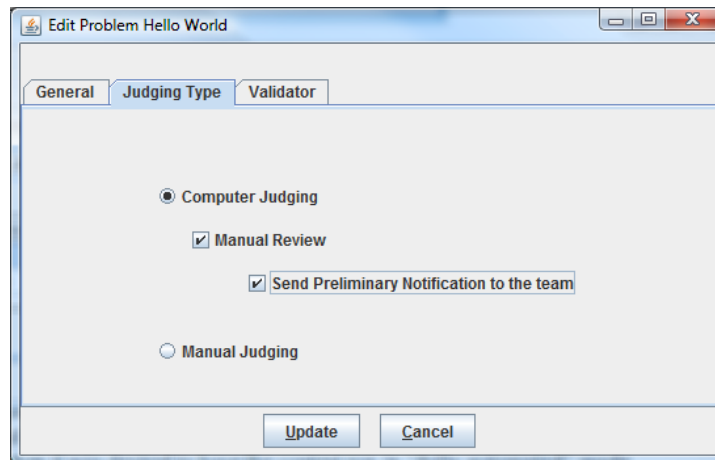 Edit Problem Hello World
General Judging Type Validator
Computer Judging
Manual Review
Send Preliminary Notification to the team
Manual Judging
Update Cancel